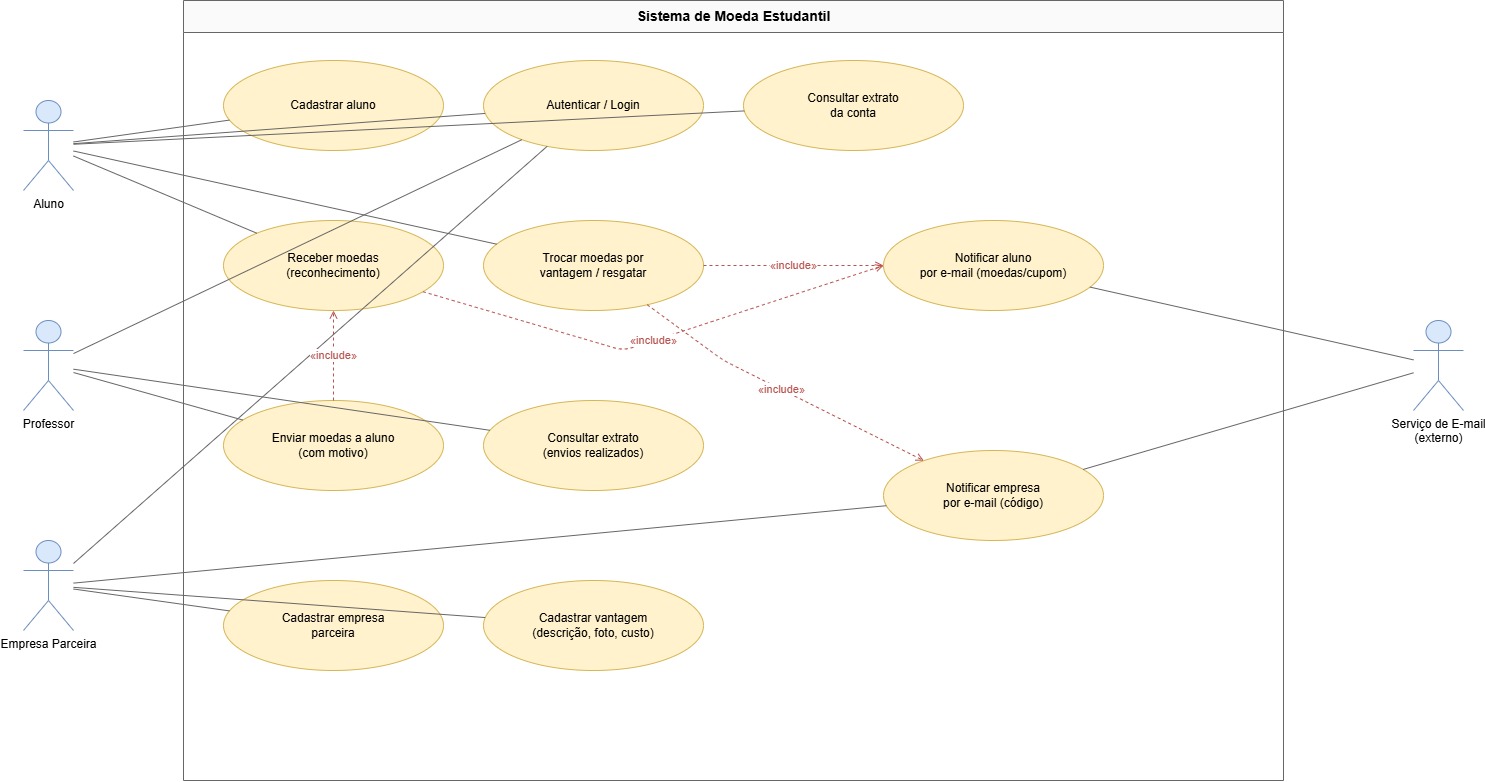 Sistema de Moeda Estudantil
Cadastrar aluno
Autenticar / Login
Consultar extrato
da conta
Aluno
Receber moedas
(reconhecimento)
Trocar moedas por
vantagem / resgatar
«include»
Notificar aluno
por e-mail (moedas/cupom)
«include»
«include»
«include»
Professor
Serviço de E-mail
(externo)
Enviar moedas a aluno
(com motivo)
Consultar extrato
(envios realizados)
Notificar empresa
por e-mail (código)
Empresa Parceira
Cadastrar empresa
parceira
Cadastrar vantagem
(descrição, foto, custo)